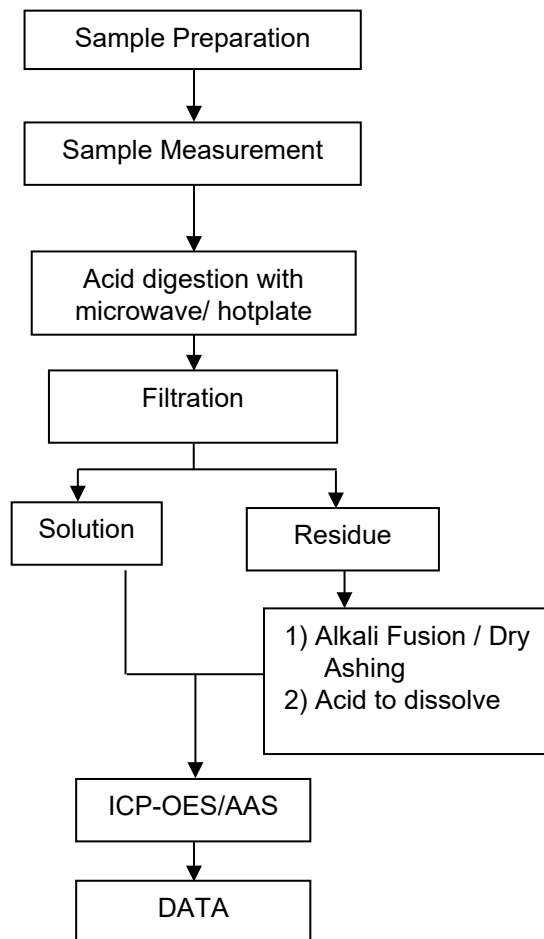 Sample Preparation
Sample Measurement
Acid digestion with
microwave/ hotplate
Filtration
Solution
Residue
1) Alkali Fusion / Dry
Ashing
2) Acid to dissolve
ICP-OES/AAS
DATA